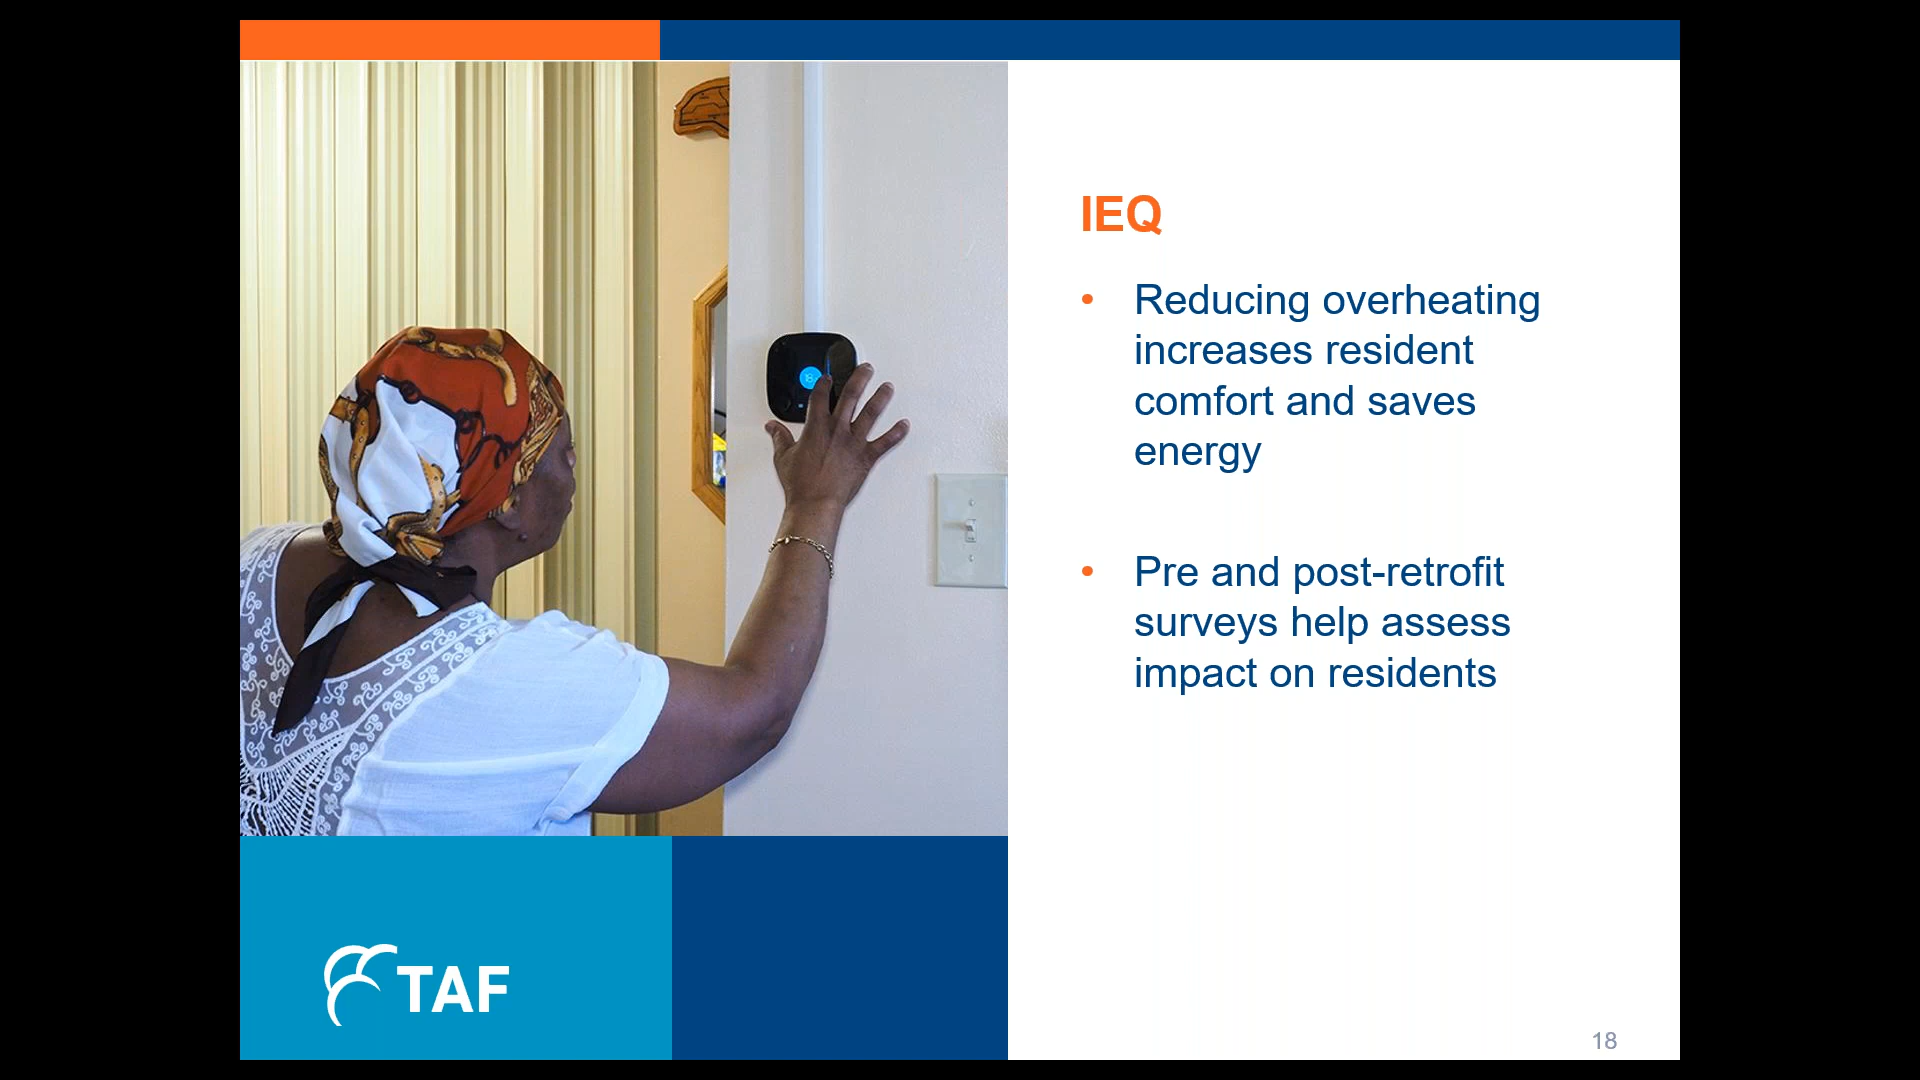 IEQ
• Reducing overheating
increases resident
comfort and saves
energy
• Pre and post-retrofit
surveys help assess
impact on residents
TAF
18